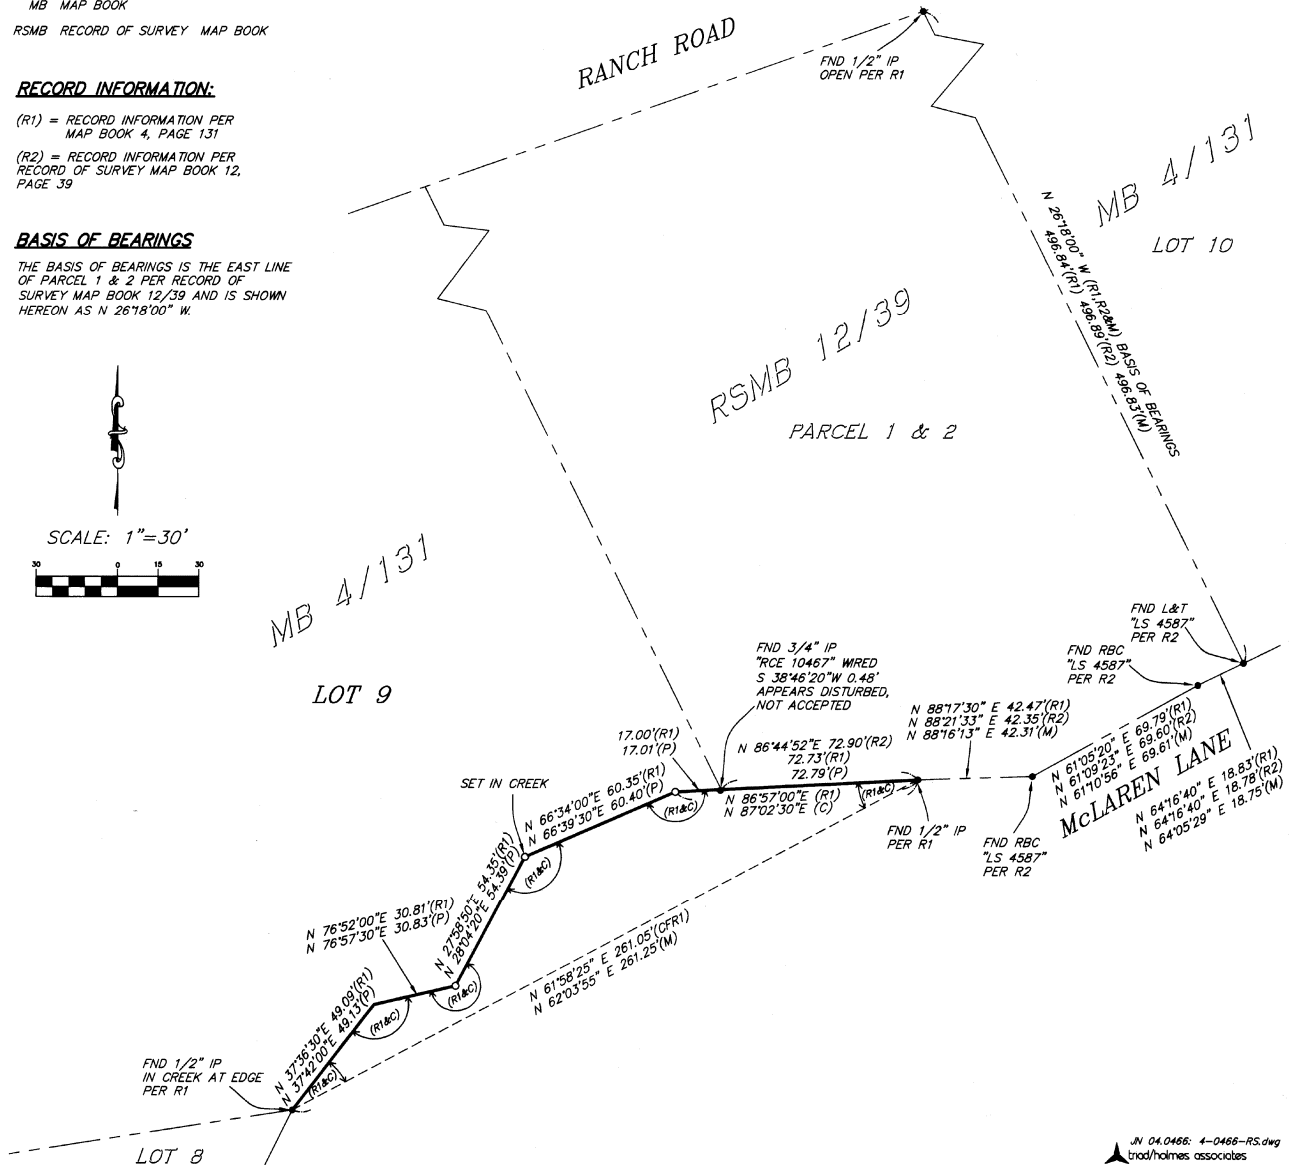 MB MAP BOOK
RSMB RECORD OF SURVEY MAP BOOK
RECORD INFORMATION:
(R1) = RECORD INFORMATION PER
MAP BOOK 4, PAGE 131
(R2) = RECORD INFORMATION PER
RECORD OF SURVEY MAP BOOK 12,
PAGE 39
BASIS OF BEARINGS
THE BASIS OF BEARINGS IS THE EAST LINE
OF PARCEL 1 & 2 PER RECORD OF
SURVEY MAP BOOK 12/39 AND IS SHOWN
HEREON AS N 26°18'00" W.
SCALE: 1"=30'
30 0 15 30
RANCH ROAD
FND 1/2" IP
OPEN PER R1
MB 4/131
LOT 10
N 26°18'00" W (R1,R2&M) BASIS OF BEARINGS
496.84'(R1) 496.89'(R2) 496.83'(M)
RSMB 12/39
PARCEL 1 & 2
MB 4/131
LOT 9
FND L&T
"LS 4587"
PER R2
FND RBC
"LS 4587"
PER R2
FND 3/4" IP
"RCE 10467" WIRED
S 38°46'20"W 0.48'
APPEARS DISTURBED,
NOT ACCEPTED
N 88°17'30" E 42.47'(R1)
N 88°21'33" E 42.35'(R2)
N 88°16'13" E 42.31'(M)
N 61°05'20" E 69.79'(R1)
N 61°09'23" E 69.60'(R2)
N 61°10'56" E 69.61'(M)
McLAREN LANE
N 64°16'40" E 18.83'(R1)
N 64°16'40" E 18.78'(R2)
N 64°05'29" E 18.75'(M)
17.00'(R1)
17.01'(P)
N 86°44'52"E 72.90'(R2)
72.73'(R1)
72.79'(P)
N 86°57'00"E (R1)
N 87°02'30"E (C)
(R1&C)
(R1&C)
FND 1/2" IP
PER R1
FND RBC
"LS 4587"
PER R2
SET IN CREEK
N 66°34'00"E 60.35'(R1)
N 66°39'30"E 60.40'(P)
(R1&C)
N 27°58'50"E 54.35'(R1)
N 28°04'20"E 54.39'(P)
N 76°52'00"E 30.81'(R1)
N 76°57'30"E 30.83'(P)
(R1&C)
(R1&C)
N 61°58'25" E 261.05'(CFR1)
N 62°03'55" E 261.25'(M)
N 37°36'30"E 49.09'(R1)
N 37°42'00"E 49.13'(P)
(R1&C)
FND 1/2" IP
IN CREEK AT EDGE
PER R1
LOT 8
JN 04.0466: 4-0466-RS.dwg
triad/holmes associates